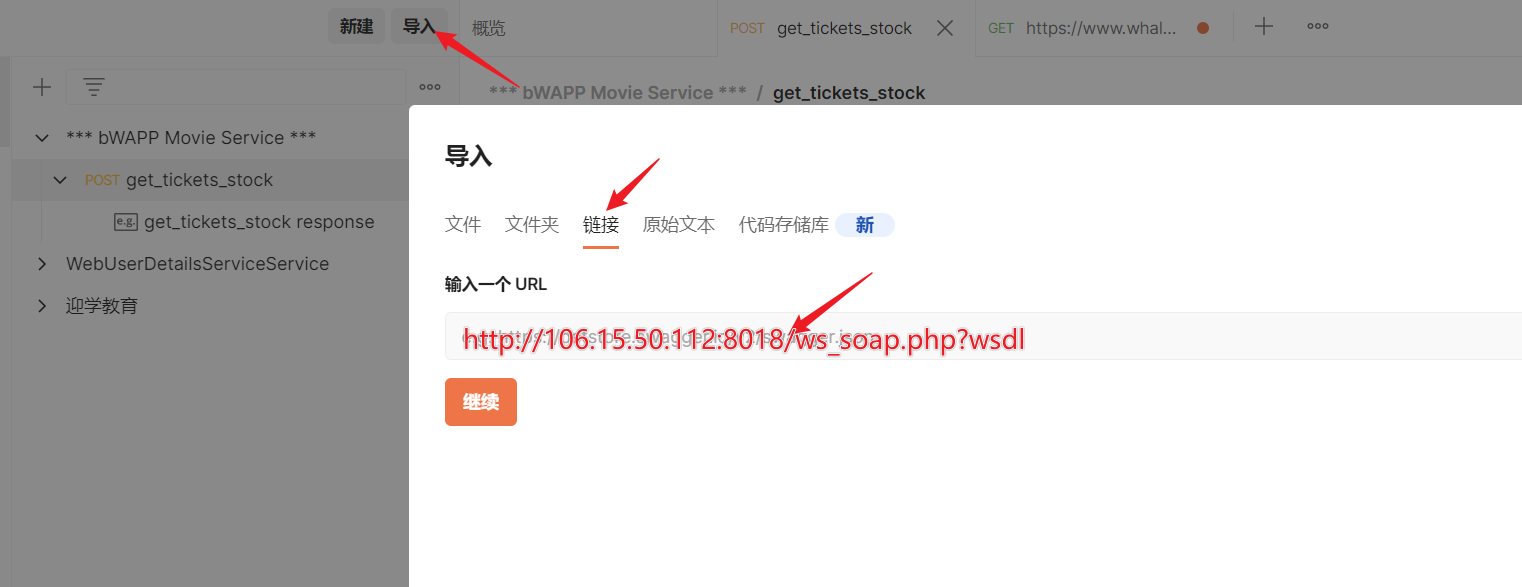 新建 导入 概览 POST get_tickets_stock GET https://www.whal...
*** bWAPP Movie Service *** / get_tickets_stock
*** bWAPP Movie Service ***
POST get_tickets_stock
e.g. get_tickets_stock response
WebUserDetailsServiceService
迎学教育
导入
文件 文件夹 链接 原始文本 代码存储库 新
输入一个 URL
http://106.15.50.112:8018/ws_soap.php?wsdl
继续